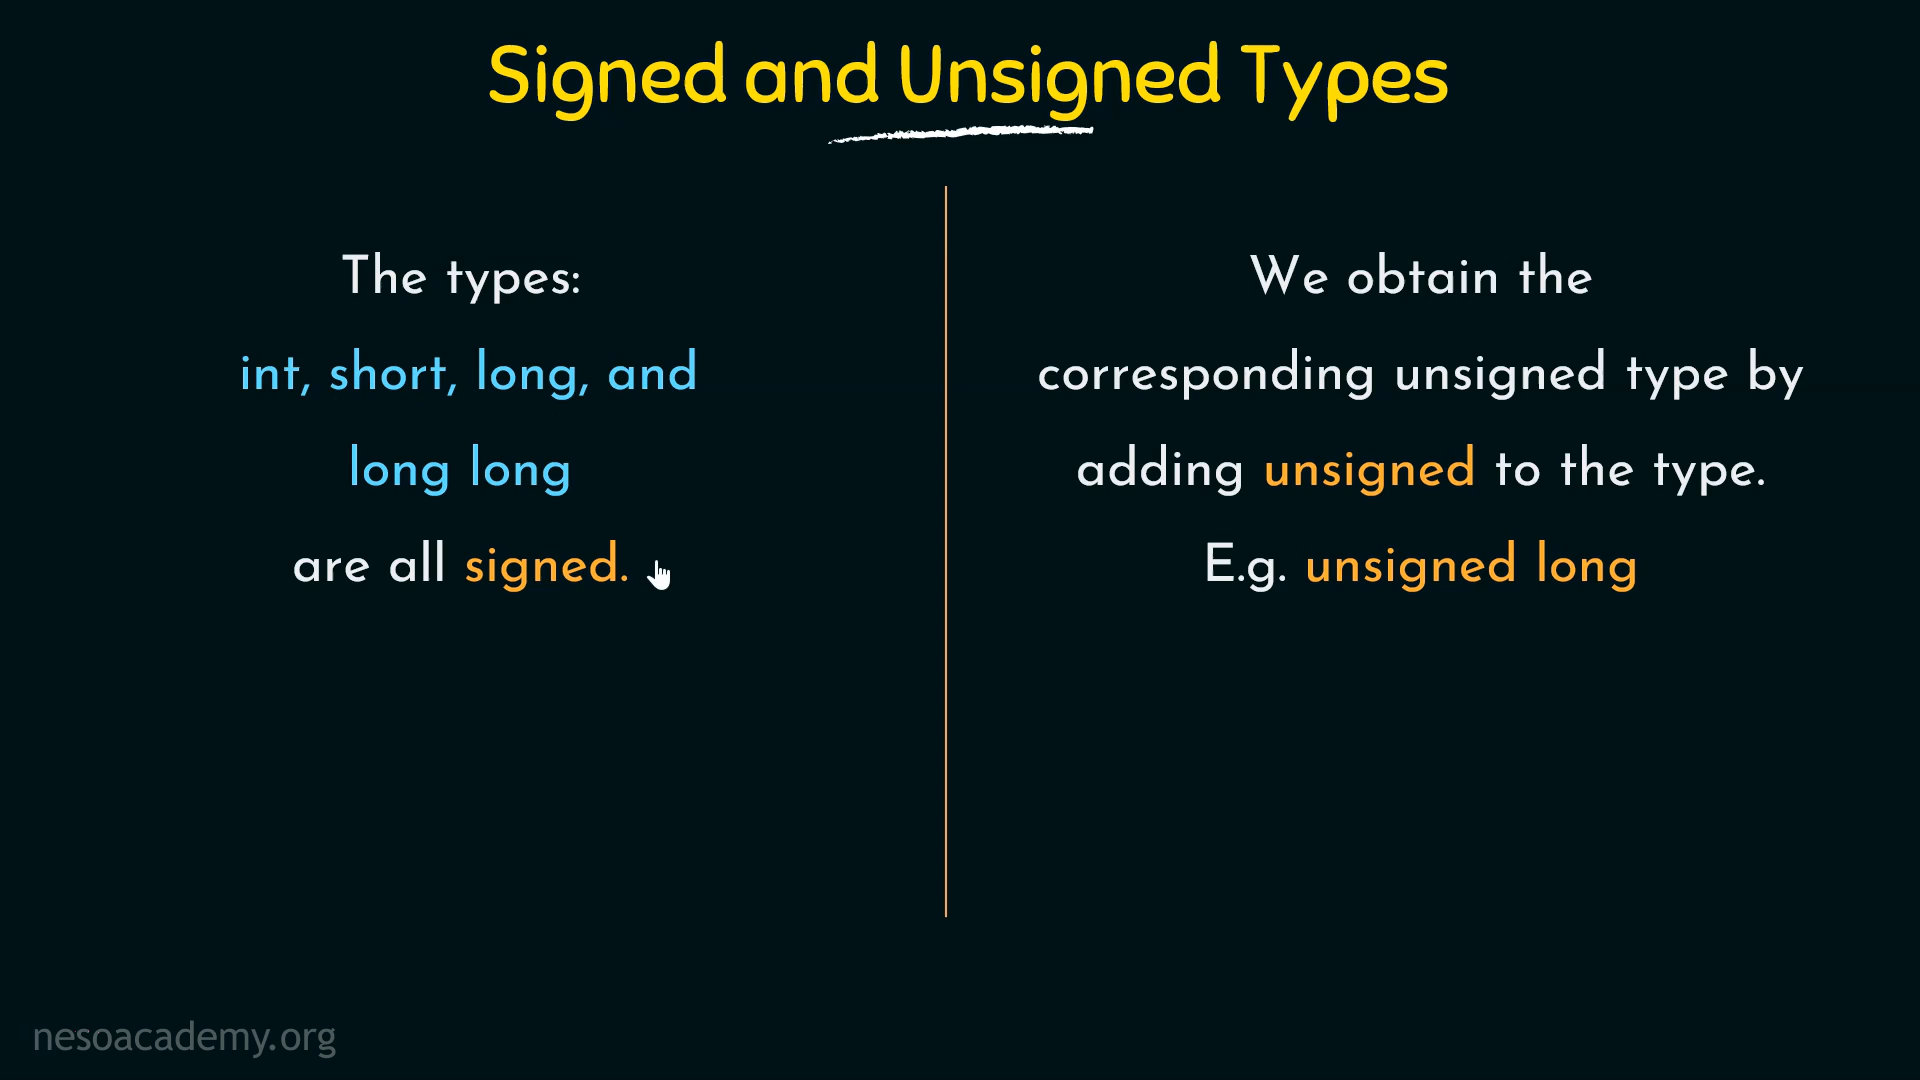 Signed and Unsigned Types
The types:
int, short, long, and
long long
are all signed.
We obtain the
corresponding unsigned type by
adding unsigned to the type.
E.g. unsigned long
nesoacademy.org